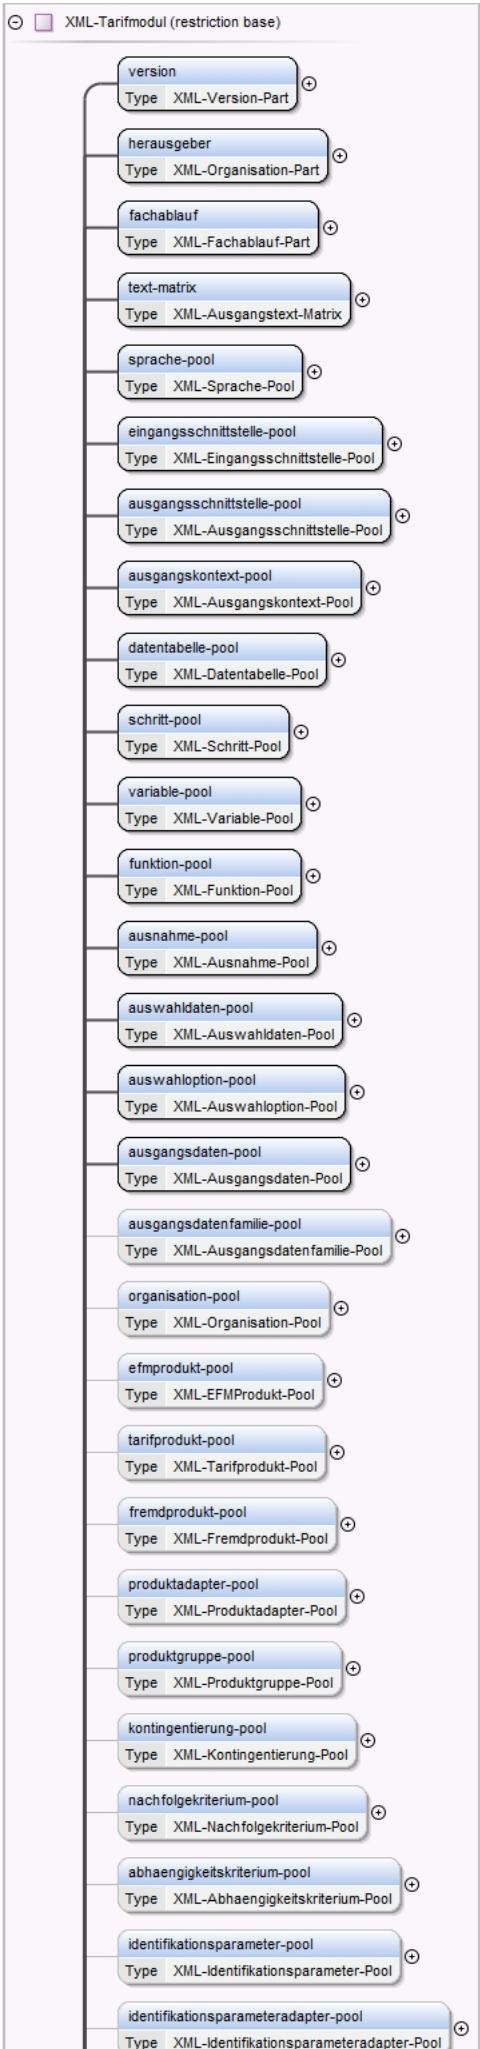 XML-Tarifmodul (restriction base)
version
Type XML-Version-Part
herausgeber
Type XML-Organisation-Part
fachablauf
Type XML-Fachablauf-Part
text-matrix
Type XML-Ausgangstext-Matrix
sprache-pool
Type XML-Sprache-Pool
eingangsschnittstelle-pool
Type XML-Eingangsschnittstelle-Pool
ausgangsschnittstelle-pool
Type XML-Ausgangsschnittstelle-Pool
ausgangskontext-pool
Type XML-Ausgangskontext-Pool
datentabelle-pool
Type XML-Datentabelle-Pool
schritt-pool
Type XML-Schritt-Pool
variable-pool
Type XML-Variable-Pool
funktion-pool
Type XML-Funktion-Pool
ausnahme-pool
Type XML-Ausnahme-Pool
auswahldaten-pool
Type XML-Auswahldaten-Pool
auswahloption-pool
Type XML-Auswahloption-Pool
ausgangsdaten-pool
Type XML-Ausgangsdaten-Pool
ausgangsdatenfamilie-pool
Type XML-Ausgangsdatenfamilie-Pool
organisation-pool
Type XML-Organisation-Pool
efmprodukt-pool
Type XML-EFMProdukt-Pool
tarifprodukt-pool
Type XML-Tarifprodukt-Pool
fremdprodukt-pool
Type XML-Fremdprodukt-Pool
produktadapter-pool
Type XML-Produktadapter-Pool
produktgruppe-pool
Type XML-Produktgruppe-Pool
kontingentierung-pool
Type XML-Kontingentierung-Pool
nachfolgekriterium-pool
Type XML-Nachfolgekriterium-Pool
abhaengigkeitskriterium-pool
Type XML-Abhaengigkeitskriterium-Pool
identifikationsparameter-pool
Type XML-Identifikationsparameter-Pool
identifikationsparameteradapter-pool
Type XML-Identifikationsparameteradapter-Pool